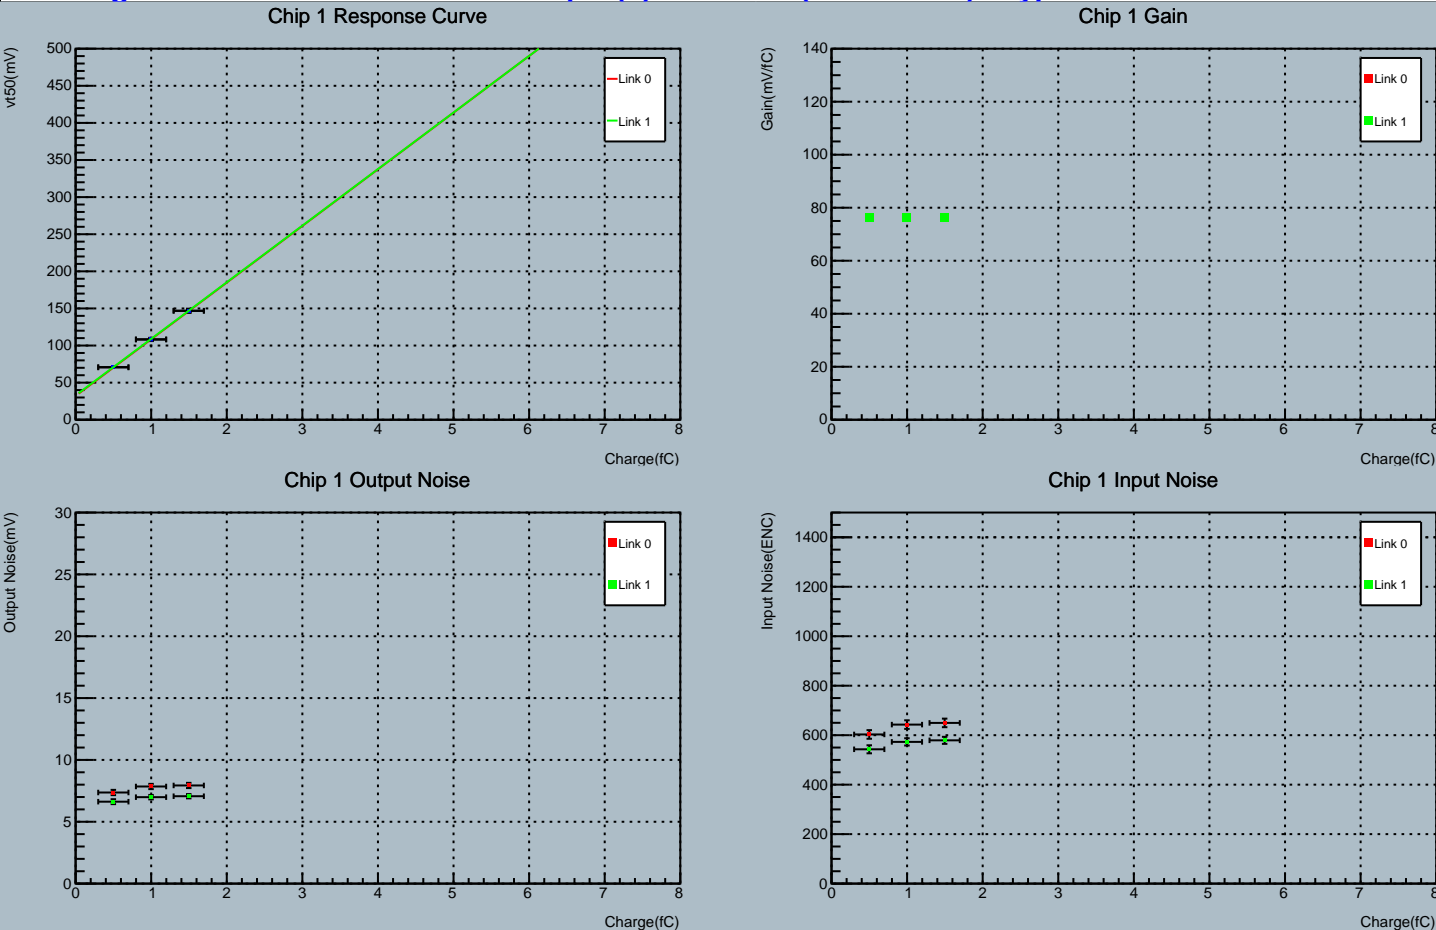 Chip 1 Response Curve
vt50(mV)
500
450
400
350
300
250
200
150
100
50
0
0 1 2 3 4 5 6 7 8
Charge(fC)
Link 0
Link 1
Chip 1 Gain
Gain(mV/fC)
140
120
100
80
60
40
20
0
0 1 2 3 4 5 6 7 8
Charge(fC)
Link 0
Link 1
Chip 1 Output Noise
Output Noise(mV)
30
25
20
15
10
5
0
0 1 2 3 4 5 6 7 8
Charge(fC)
Link 0
Link 1
Chip 1 Input Noise
Input Noise(ENC)
1400
1200
1000
800
600
400
200
0
0 1 2 3 4 5 6 7 8
Charge(fC)
Link 0
Link 1